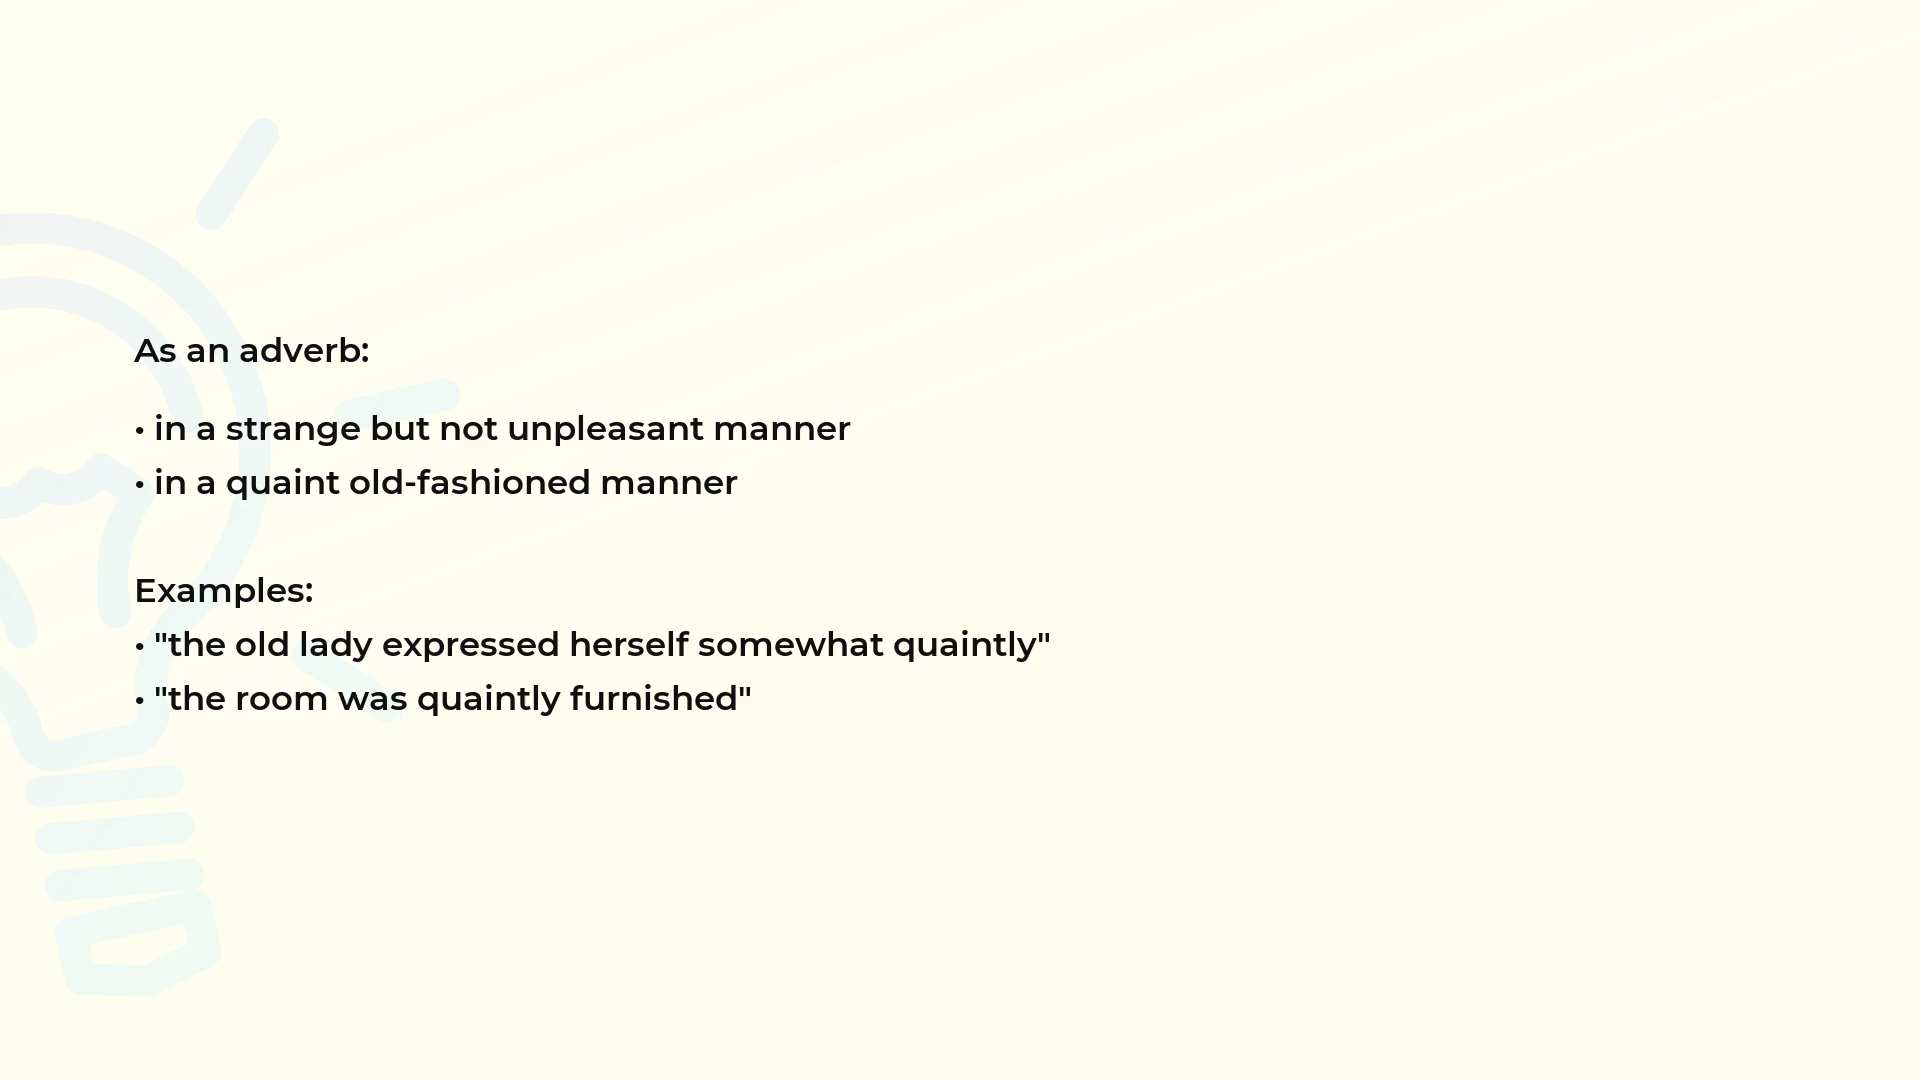 As an adverb:
• in a strange but not unpleasant manner
• in a quaint old-fashioned manner
Examples:
• "the old lady expressed herself somewhat quaintly"
• "the room was quaintly furnished"